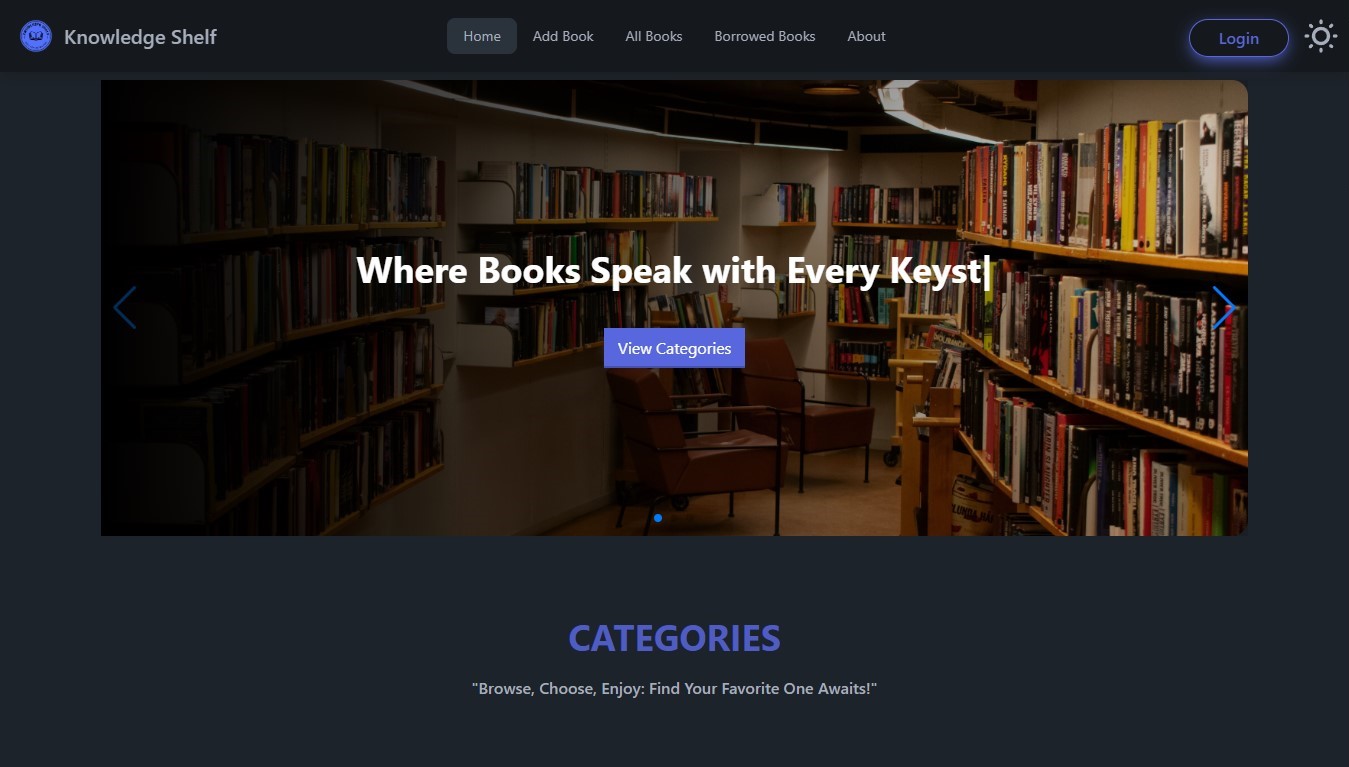 Knowledge Shelf
Home
Add Book
All Books
Borrowed Books
About
Login
Where Books Speak with Every Keyst|
View Categories
CATEGORIES
"Browse, Choose, Enjoy: Find Your Favorite One Awaits!"